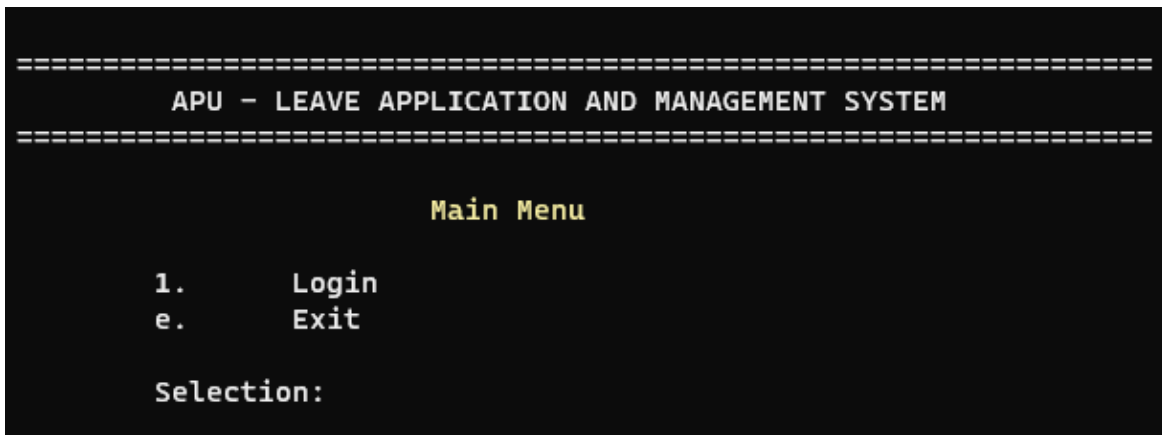 ==================================================================
APU - LEAVE APPLICATION AND MANAGEMENT SYSTEM
==================================================================
Main Menu
1. Login
e. Exit
Selection: